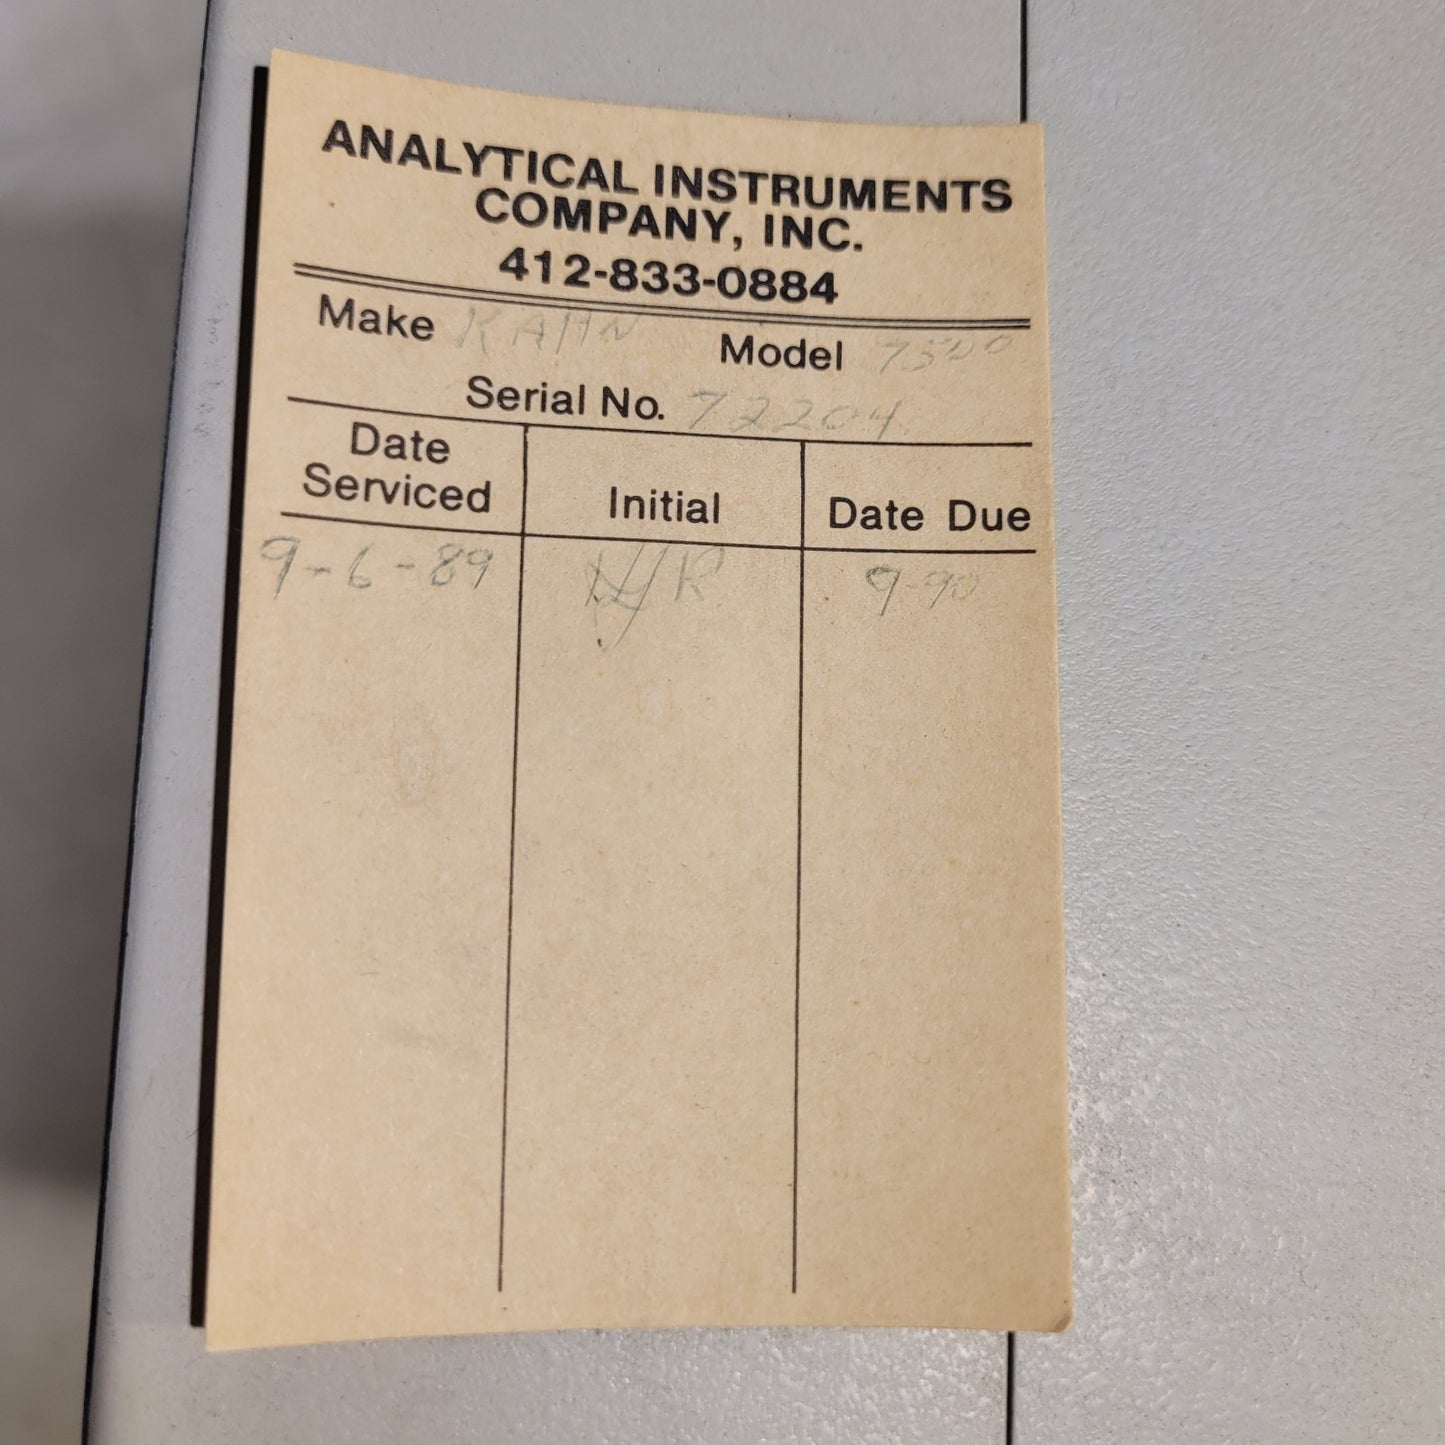 ANALYTICAL INSTRUMENTS
COMPANY, INC.
412-833-0884
Make KAHN Model 7500
Serial No. 72204
Date Serviced Initial Date Due
9-6-89 9-90